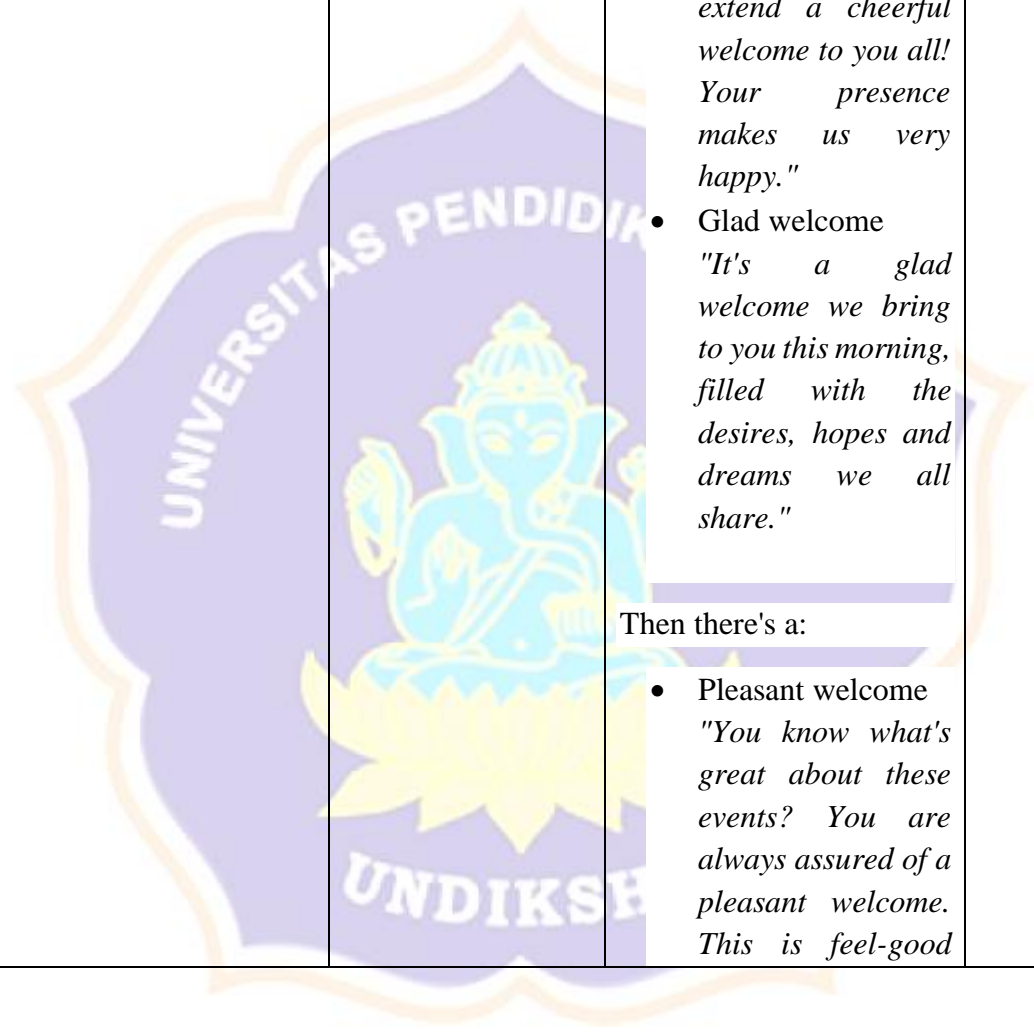 extend a cheerful
welcome to you all!
Your presence
makes us very
happy."
• Glad welcome
"It's a glad
welcome we bring
to you this morning,
filled with the
desires, hopes and
dreams we all
share."
Then there's a:
• Pleasant welcome
"You know what's
great about these
events? You are
always assured of a
pleasant welcome.
This is feel-good
UNIVERSITAS PENDIDIK
UNDIKSH